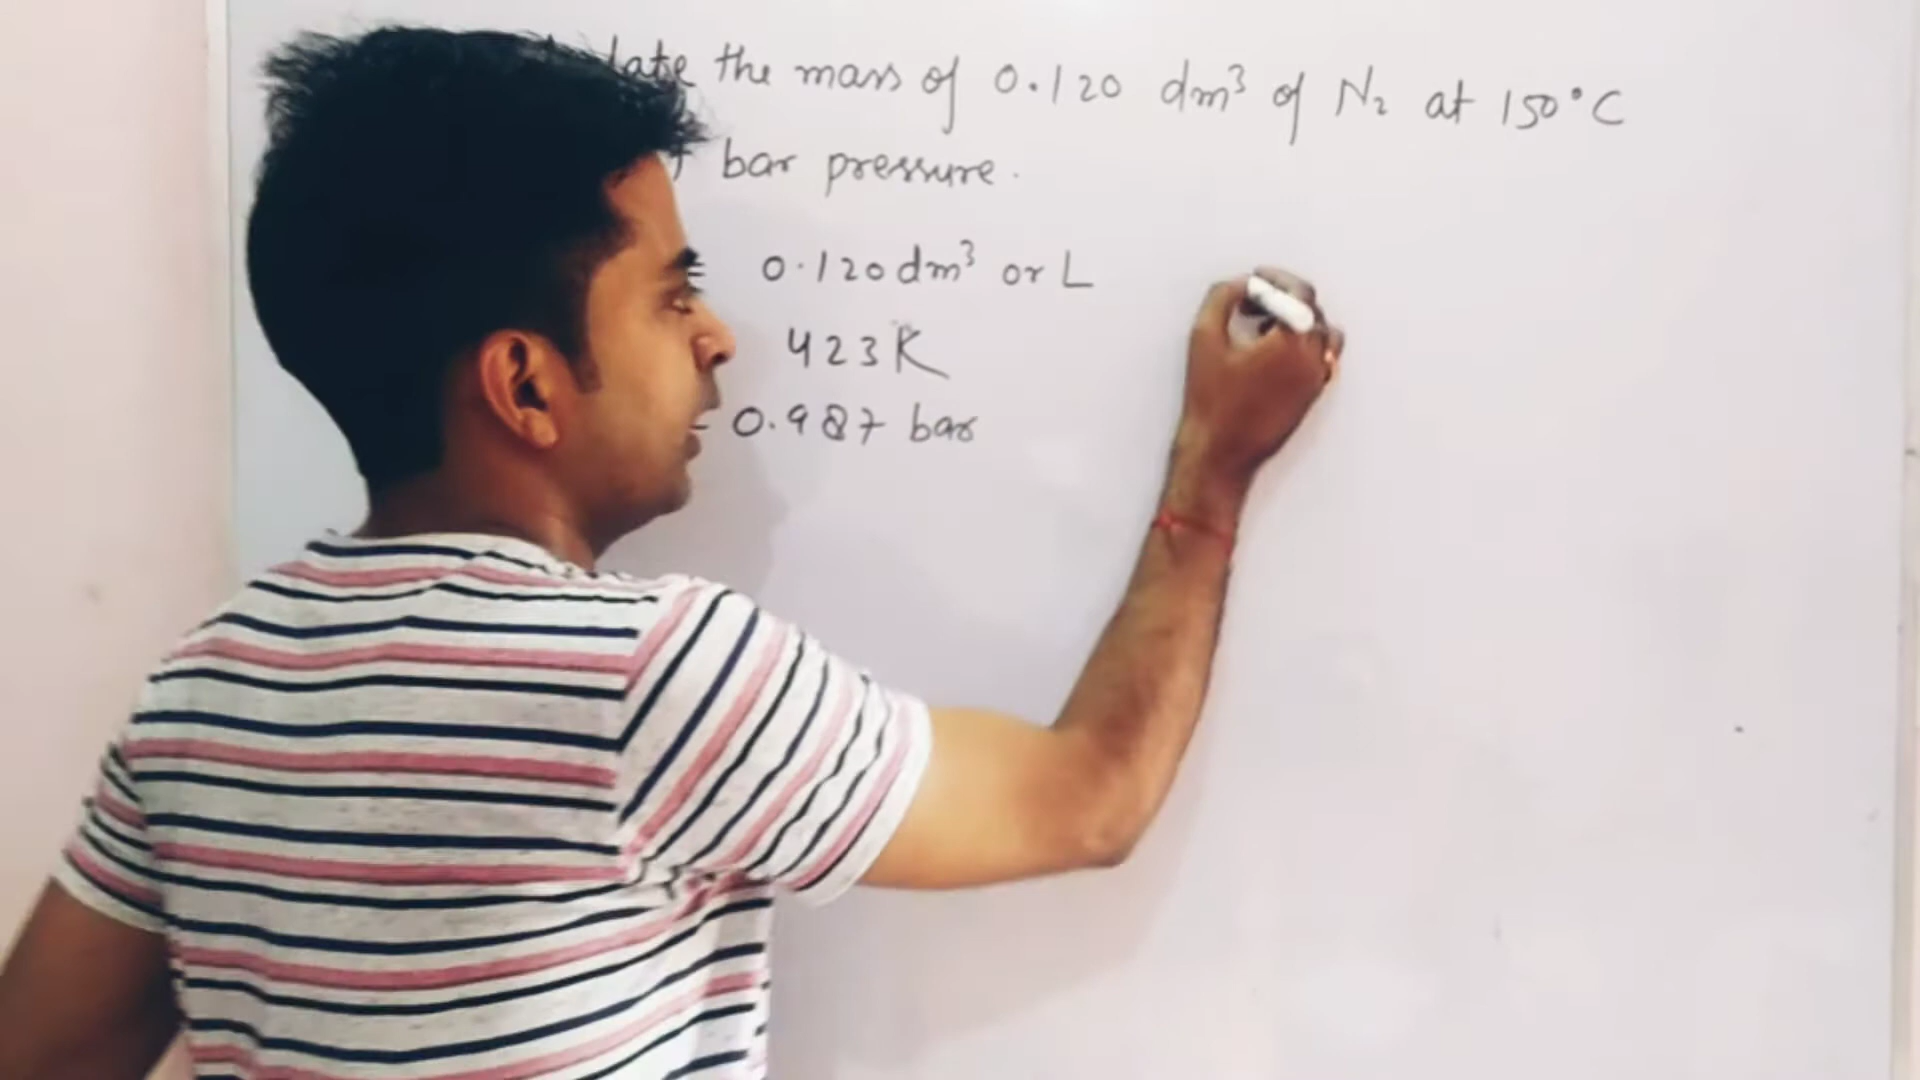 the mass of 0.120 dm³ of N₂ at 150°C
bar pressure.
= 0.120 dm³ or L
423 K
0.987 bar